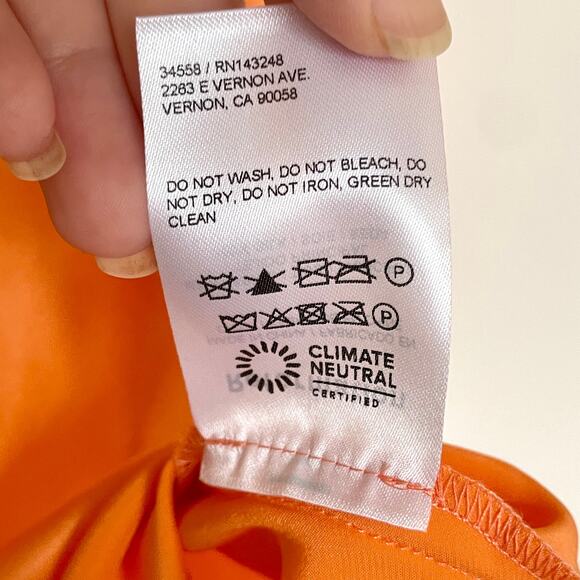 34558 / RN143248
2263 E VERNON AVE.
VERNON, CA 90058
DO NOT WASH, DO NOT BLEACH, DO
NOT DRY, DO NOT IRON, GREEN DRY
CLEAN
P
P
CLIMATE
NEUTRAL
CERTIFIED